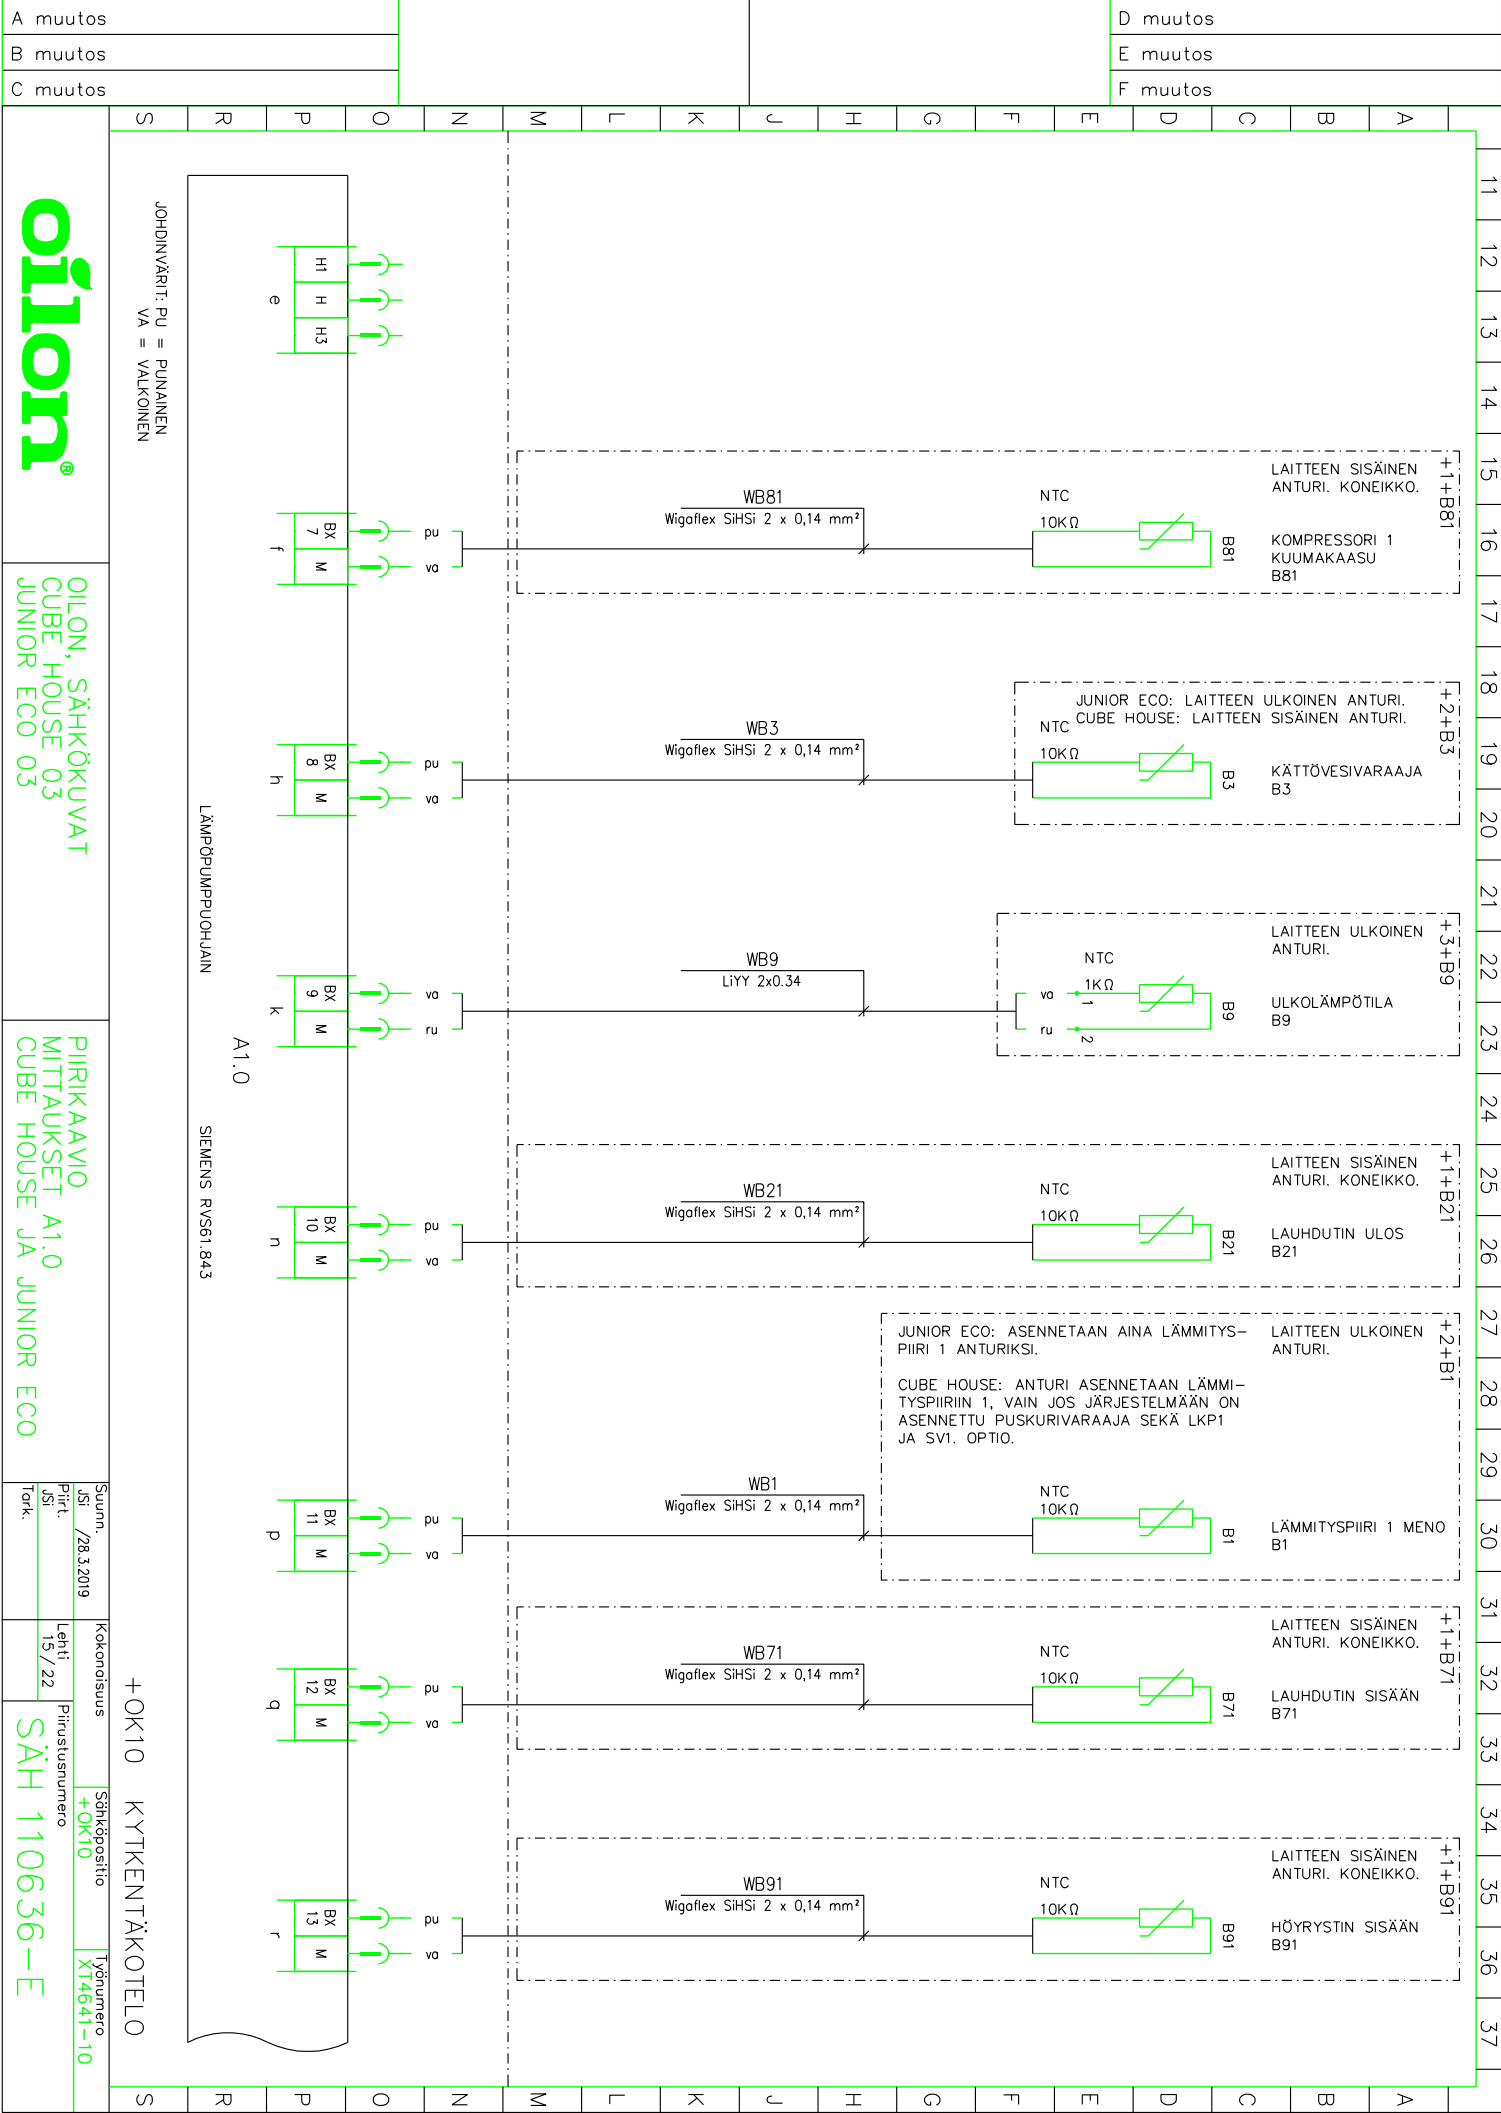 A muutos
B muutos
C muutos
D muutos
E muutos
F muutos
S R P O N M L K J H G F E D C B A
11
12
13
14
15
16
17
18
19
20
21
22
23
24
25
26
27
28
29
30
31
32
33
34
35
36
37
JOHDINVÄRIT: PU = PUNAINEN
VA = VALKOINEN
H1
H
H3
e
+1+B81
LAITTEEN SISÄINEN
ANTURI. KONEIKKO.
KOMPRESSORI 1
KUUMAKAASU
B81
B81
NTC
10KΩ
WB81
Wigaflex SiHSi 2 x 0,14 mm²
pu
va
BX
7
M
f
+2+B3
JUNIOR ECO: LAITTEEN ULKOINEN ANTURI.
CUBE HOUSE: LAITTEEN SISÄINEN ANTURI.
NTC
10KΩ
B3
KÄTTÖVESIVARAAJA
B3
WB3
Wigaflex SiHSi 2 x 0,14 mm²
pu
va
BX
8
M
h
+3+B9
LAITTEEN ULKOINEN
ANTURI.
NTC
1KΩ
va
1
ru
2
B9
ULKOLÄMPÖTILA
B9
WB9
LiYY 2x0.34
va
ru
BX
9
M
k
LÄMPÖPUMPPUOHJAIN
A1.0
SIEMENS RVS61.843
+1+B21
LAITTEEN SISÄINEN
ANTURI. KONEIKKO.
NTC
10KΩ
B21
LAUHDUTIN ULOS
B21
WB21
Wigaflex SiHSi 2 x 0,14 mm²
pu
va
BX
10
M
n
+2+B1
LAITTEEN ULKOINEN
ANTURI.
JUNIOR ECO: ASENNETAAN AINA LÄMMITYS-
PIIRI 1 ANTURIKSI.
CUBE HOUSE: ANTURI ASENNETAAN LÄMMI-
TYSPIIRIIN 1, VAIN JOS JÄRJESTELMÄÄN ON
ASENNETTU PUSKURIVARAAJA SEKÄ LKP1
JA SV1. OPTIO.
NTC
10KΩ
B1
LÄMMITYSPIIRI 1 MENO
B1
WB1
Wigaflex SiHSi 2 x 0,14 mm²
pu
va
BX
11
M
p
+1+B71
LAITTEEN SISÄINEN
ANTURI. KONEIKKO.
NTC
10KΩ
B71
LAUHDUTIN SISÄÄN
B71
WB71
Wigaflex SiHSi 2 x 0,14 mm²
pu
va
BX
12
M
q
+1+B91
LAITTEEN SISÄINEN
ANTURI. KONEIKKO.
NTC
10KΩ
B91
HÖYRYSTIN SISÄÄN
B91
WB91
Wigaflex SiHSi 2 x 0,14 mm²
pu
va
BX
13
M
r
+OK10 KYTKENTÄKOTELO
oilon®
OILON, SÄHKÖKUVAT
CUBE HOUSE 03
JUNIOR ECO 03
PIIRIKAAVIO
MITTAUKSET A1.0
CUBE HOUSE JA JUNIOR ECO
Suunn.
JSi /28.3.2019
Piirt.
JSi
Tark.
Kokonaisuus
Lehti
15/22
Sähköpositio
+OK10
Työnumero
XT4641-10
Piirustusnumero
SÄH 110636-E
S R P O N M L K J H G F E D C B A